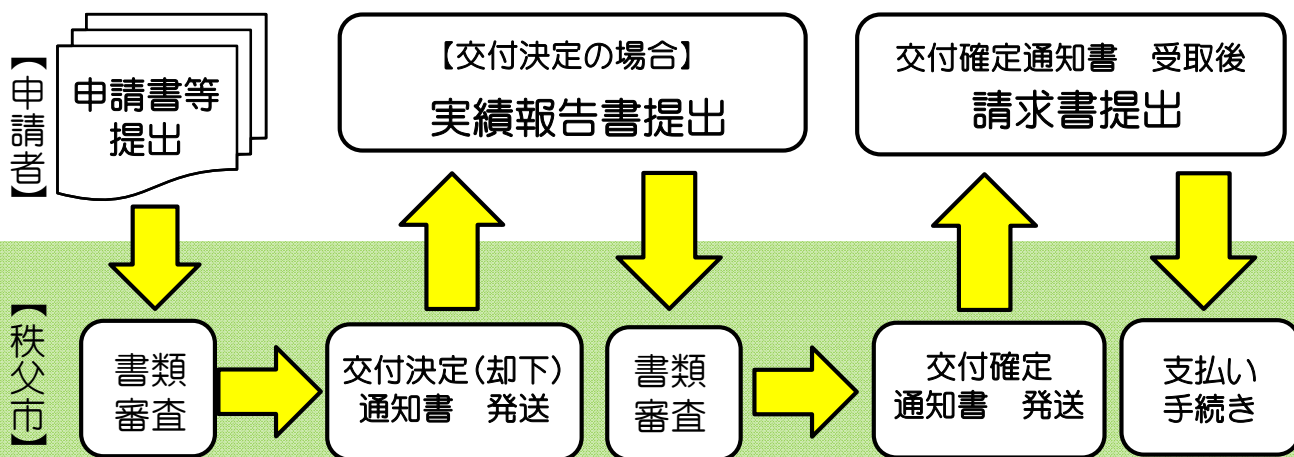 【申請者】
申請書等
提出
【交付決定の場合】
実績報告書提出
交付確定通知書　受取後
請求書提出
【秩父市】
書類
審査
交付決定(却下)
通知書　発送
書類
審査
交付確定
通知書　発送
支払い
手続き